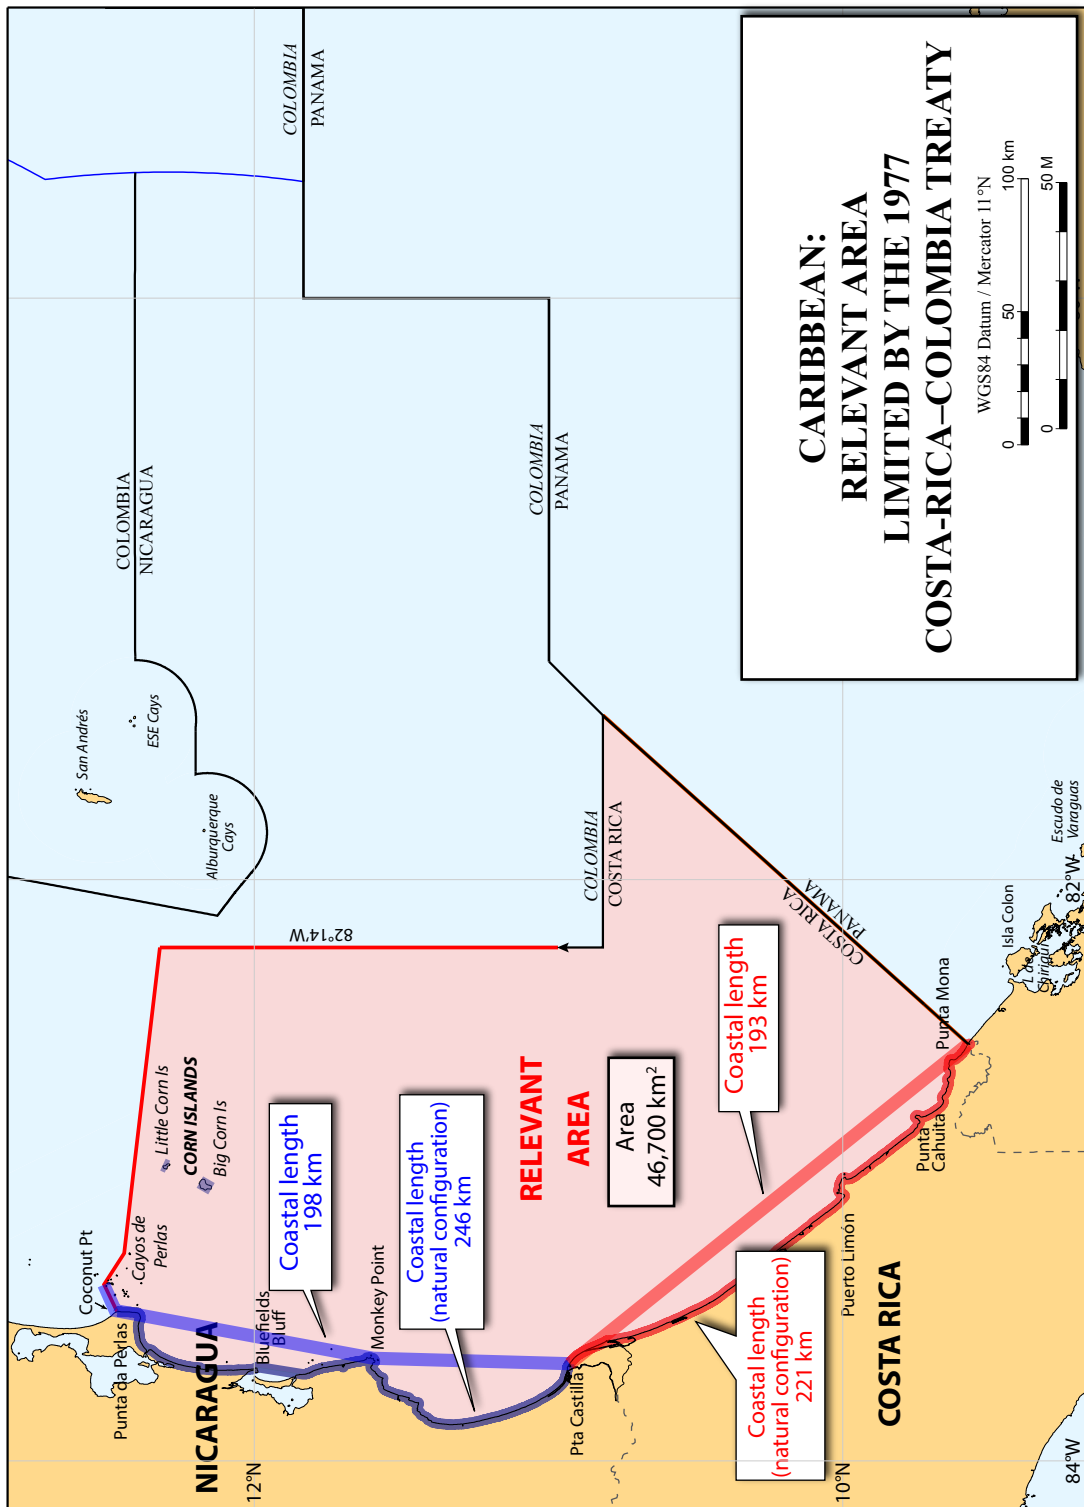 CARIBBEAN:
RELEVANT AREA
LIMITED BY THE 1977
COSTA-RICA–COLOMBIA TREATY
WGS84 Datum / Mercator 11°N
0
50
100 km
0
50 M
COLOMBIA
PANAMA
COLOMBIA
NICARAGUA
COLOMBIA
PANAMA
San Andrés
ESE Cays
Alburquerque
Cays
COLOMBIA
COSTA RICA
COSTA RICA
PANAMA
82°14'W
Little Corn Is
CORN ISLANDS
Big Corn Is
Cayos de
Perlas
Coconut Pt
Punta da Perlas
NICARAGUA
Bluefields
Bluff
Monkey Point
Pta Castilla
Coastal length
198 km
Coastal length
(natural configuration)
246 km
RELEVANT
AREA
Area
46,700 km²
Coastal length
193 km
Coastal length
(natural configuration)
221 km
Puerto Limón
Punta
Cahuita
Punta Mona
COSTA RICA
Isla Colon
L de
Chiriqui
Escudo de
Varaguas
12°N
10°N
82°W
84°W